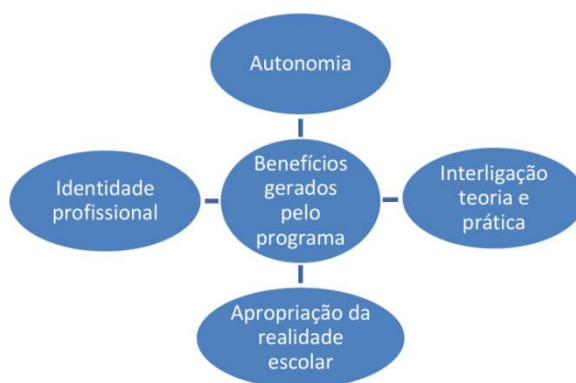 Autonomia
Identidade
profissional
Benefícios
gerados
pelo
programa
Interligação
teoria e
prática
Apropriação da
realidade
escolar